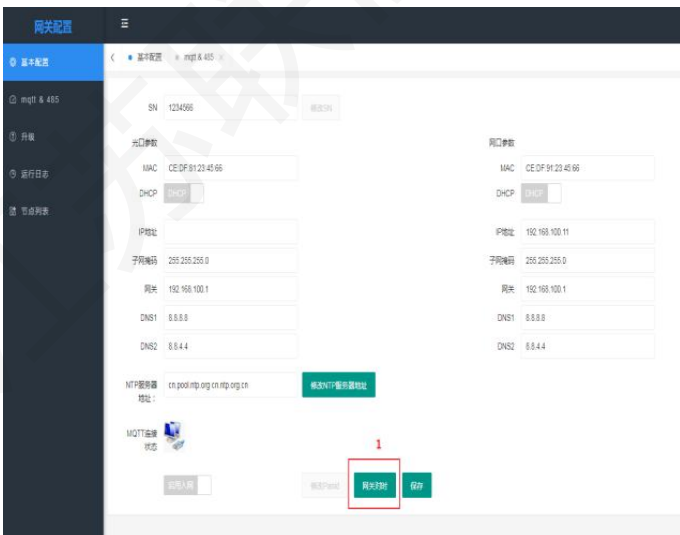 网关配置
基本配置
mqtt & 485
升级
运行日志
节点列表
基本配置 mqtt & 485
SN 1234566 修改SN
光口参数 网口参数
MAC CE:DF:81:23:45:66 MAC CE:DF:91:23:45:66
DHCP DHCP DHCP DHCP
IP地址 IP地址 192.168.100.11
子网掩码 255.255.255.0 子网掩码 255.255.255.0
网关 192.168.100.1 网关 192.168.100.1
DNS1 8.8.8.8 DNS1 8.8.8.8
DNS2 8.8.4.4 DNS2 8.8.4.4
NTP服务器 cn.pool.ntp.org cn.ntp.org.cn 修改NTP服务器地址
地址：
MQTT连接
状态
1
网关对时 保存